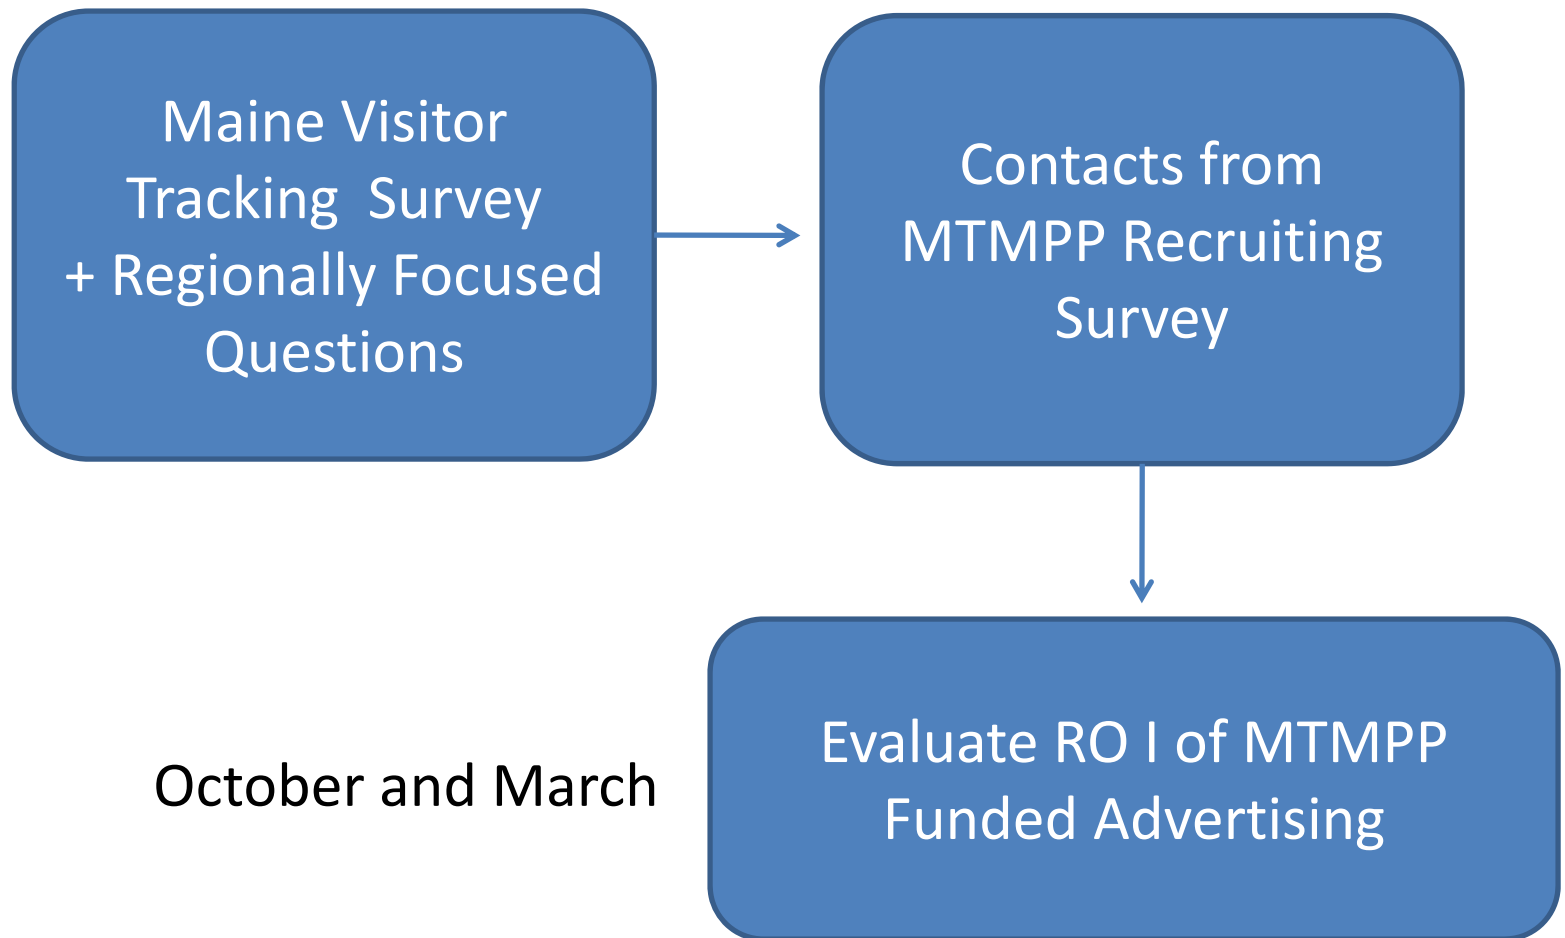 Maine Visitor
Tracking  Survey
+ Regionally Focused
Questions
Contacts from
MTMPP Recruiting
Survey
October and March
Evaluate RO I of MTMPP
Funded Advertising